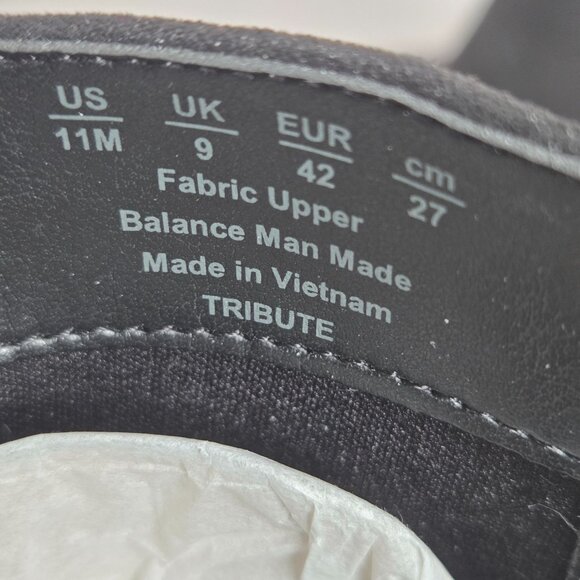 US UK EUR cm
11M 9 42 27
Fabric Upper
Balance Man Made
Made in Vietnam
TRIBUTE